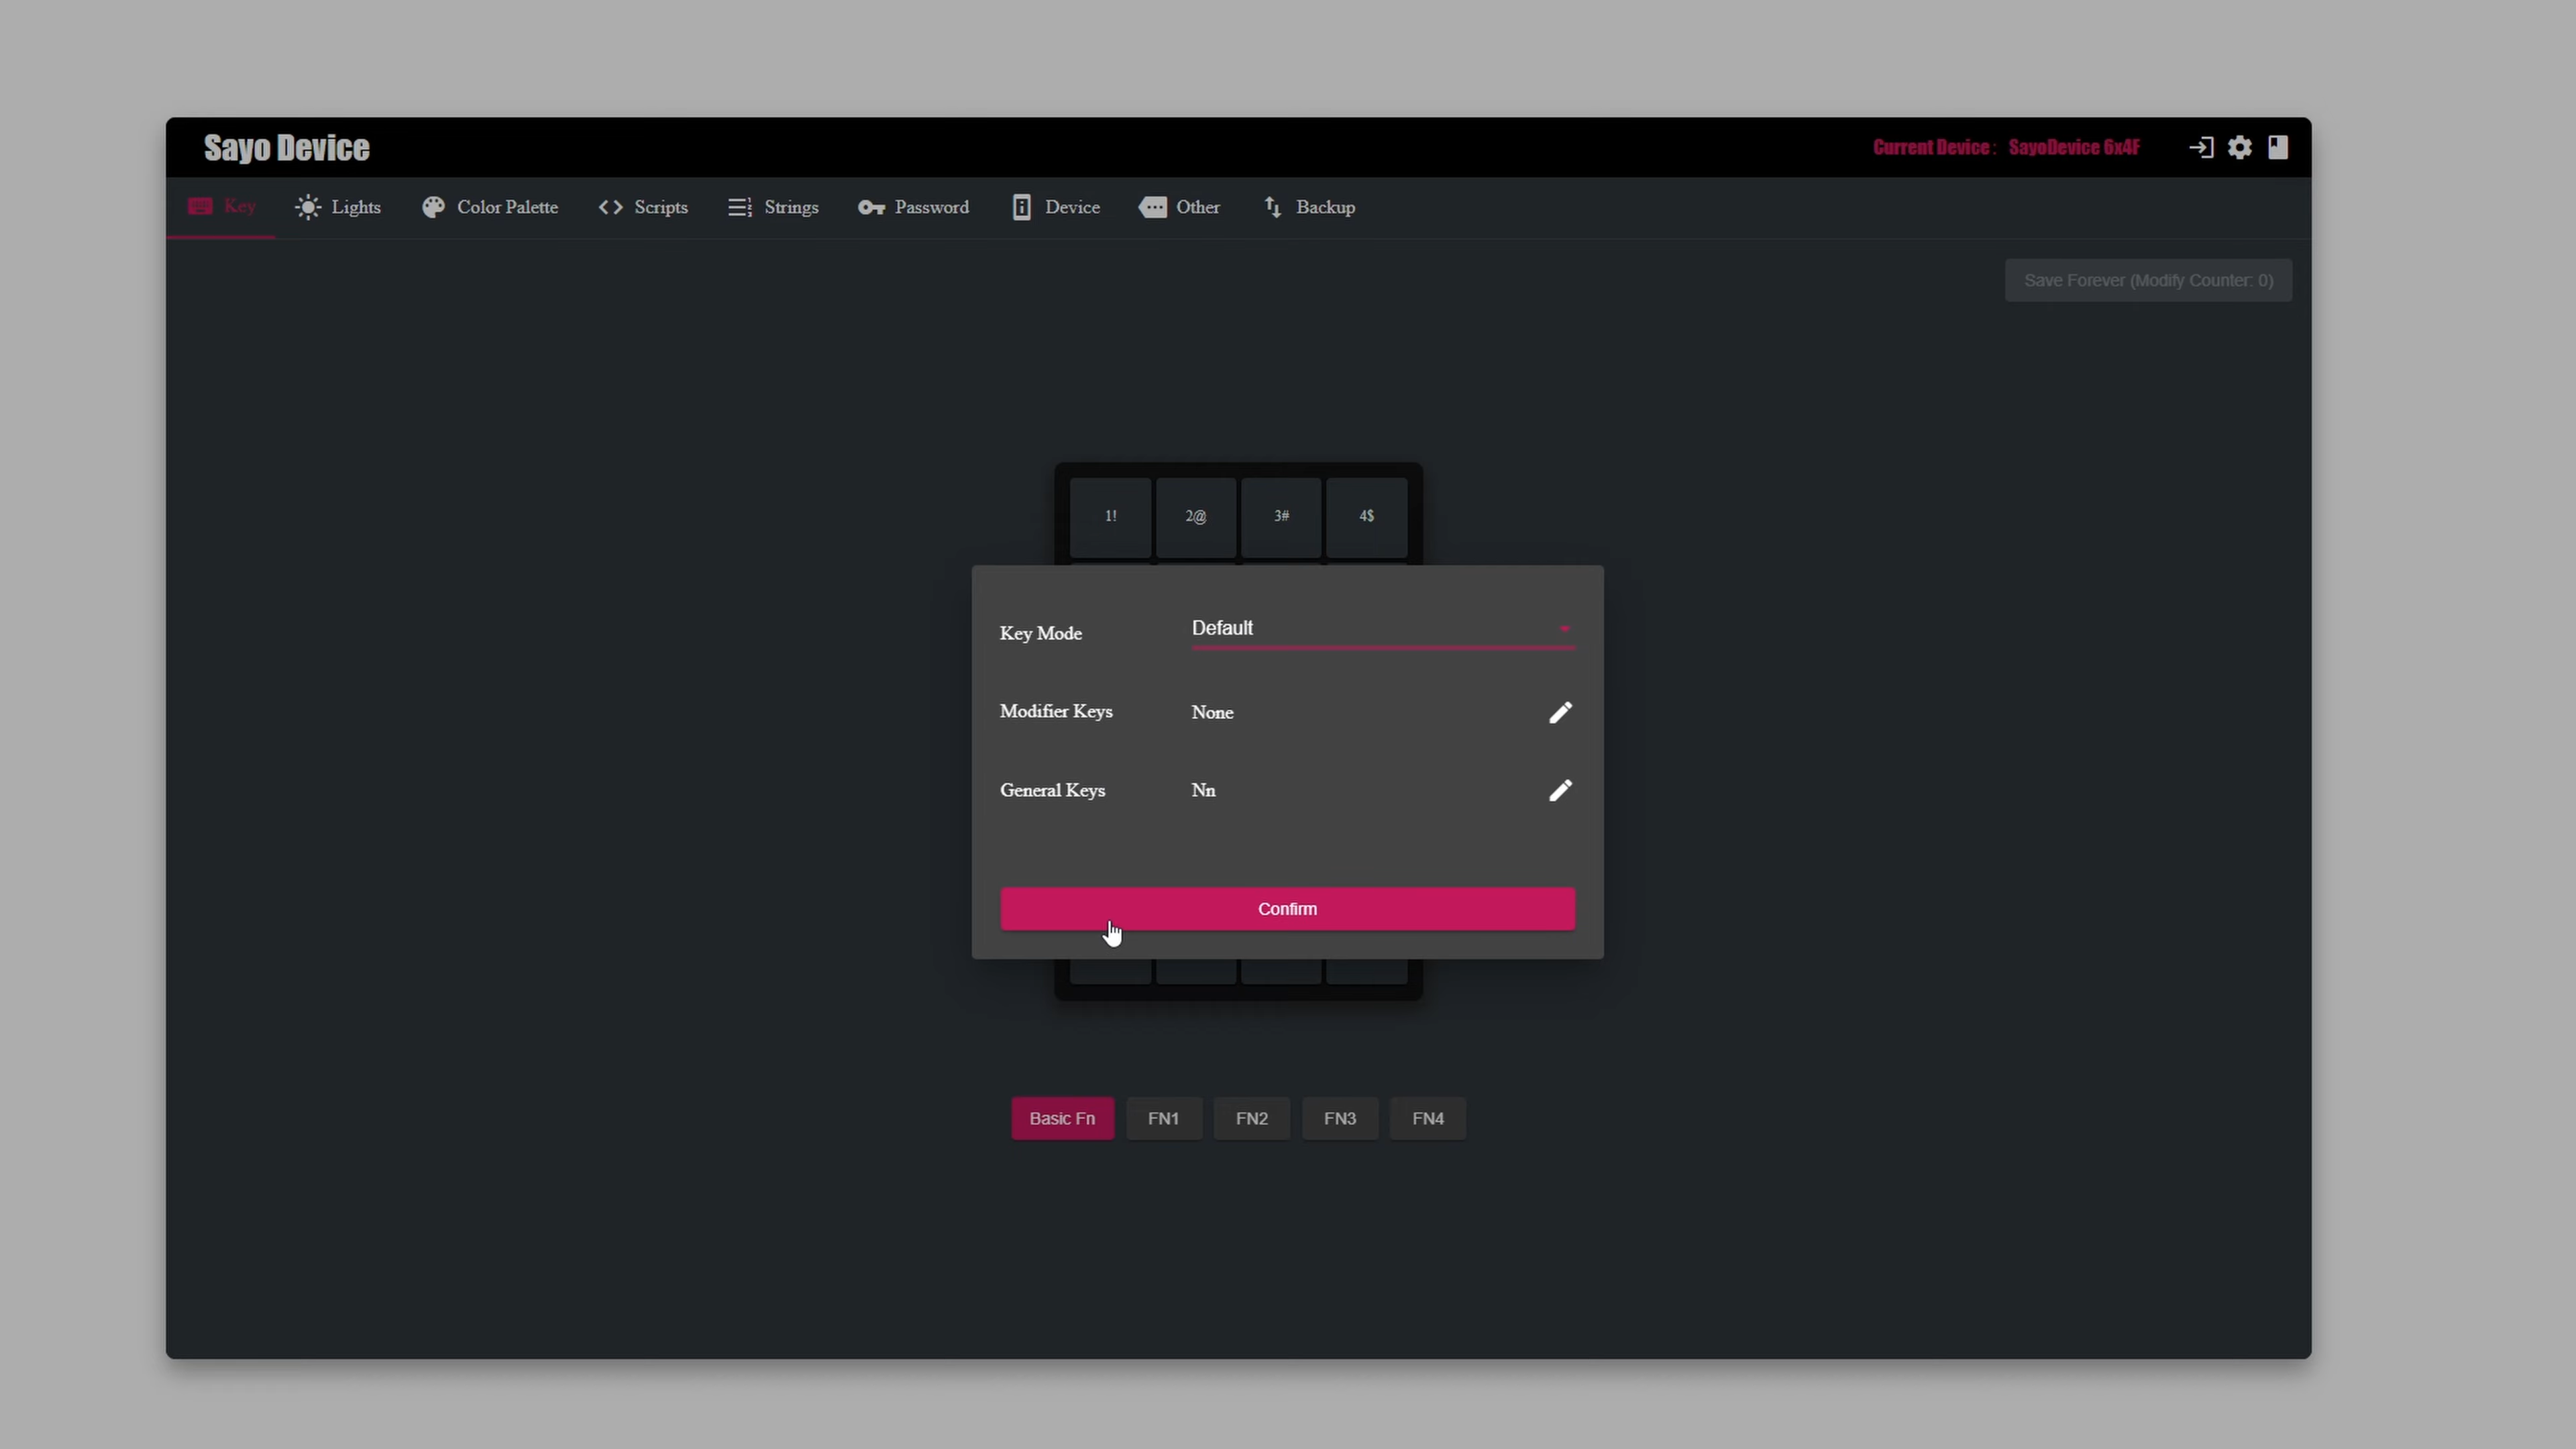 Sayo Device
Current Device: SayoDevice 6x4F
Key Lights Color Palette Scripts Strings Password Device Other Backup
Save Forever (Modify Counter: 0)
1! 2@ 3# 4$
Key Mode Default
Modifier Keys None
General Keys Nn
Confirm
Basic Fn FN1 FN2 FN3 FN4